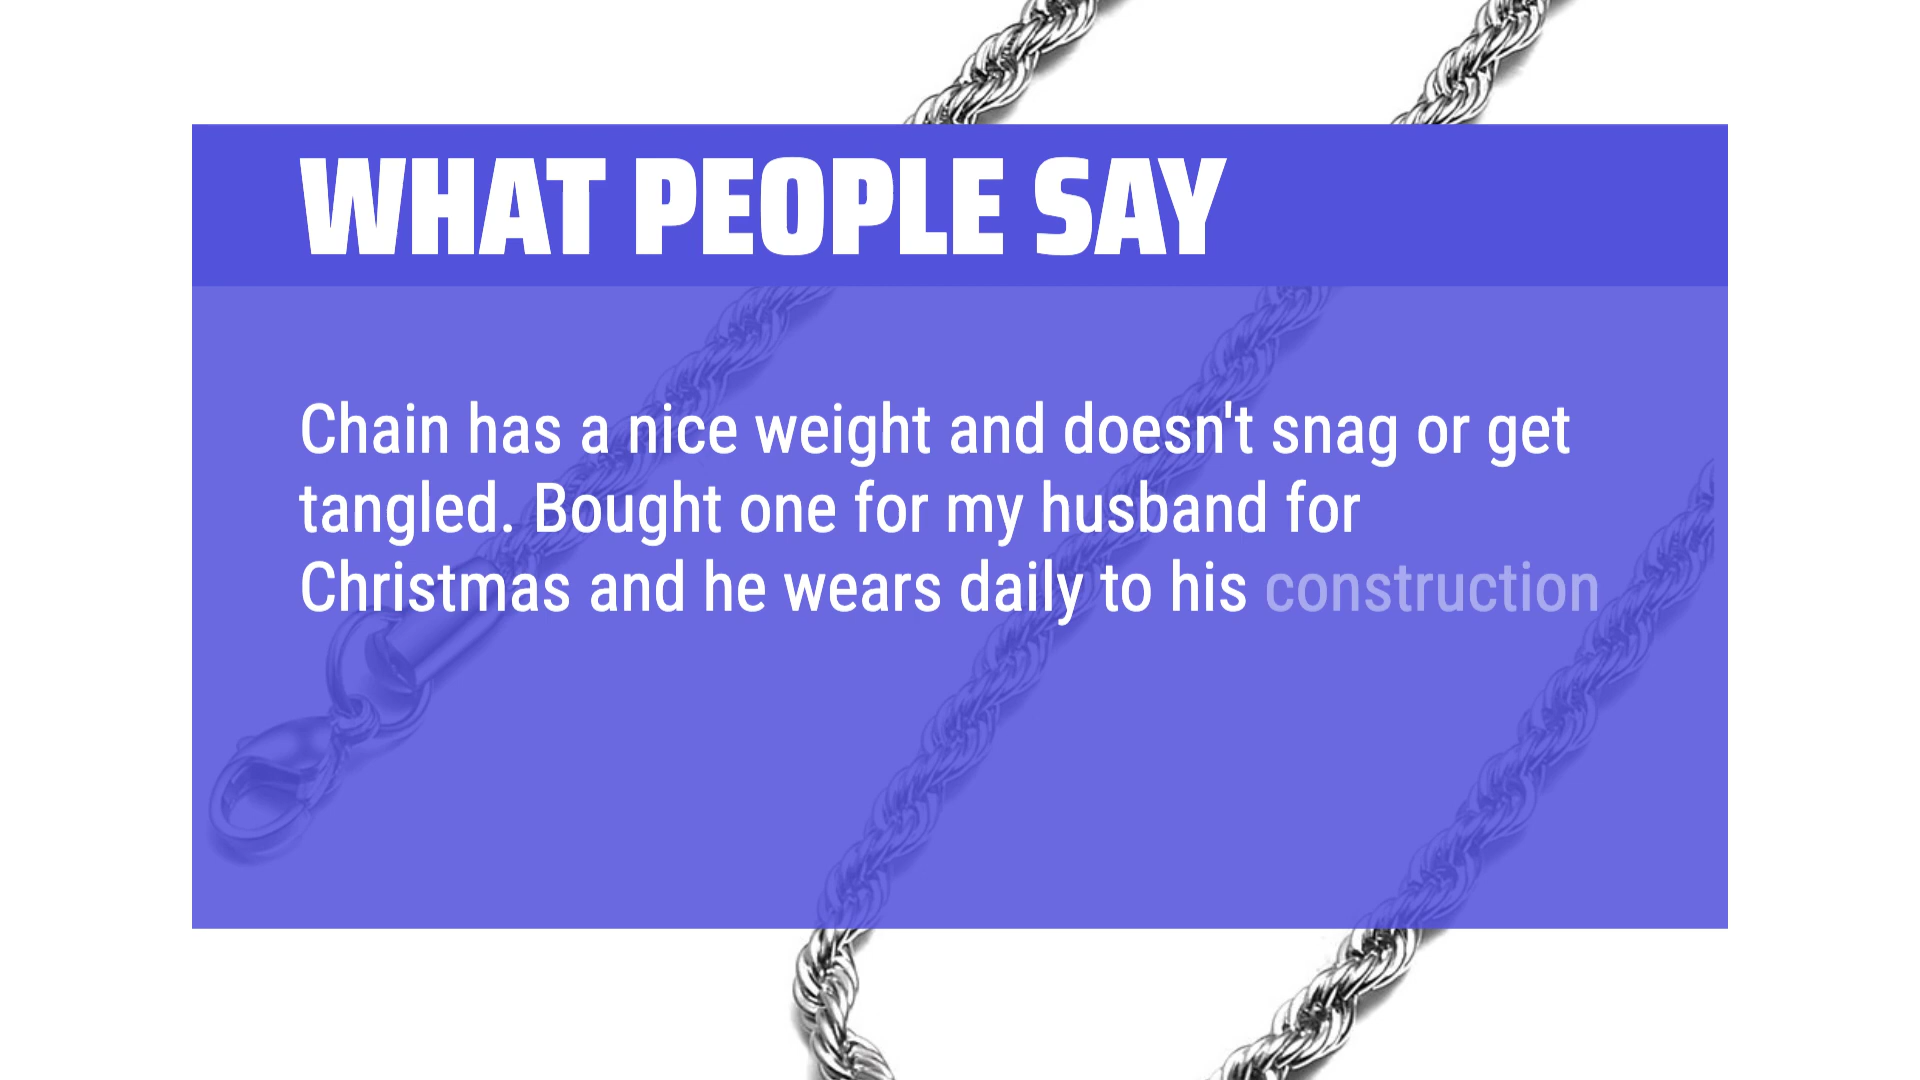 WHAT PEOPLE SAY
Chain has a nice weight and doesn't snag or get
tangled. Bought one for my husband for
Christmas and he wears daily to his construction